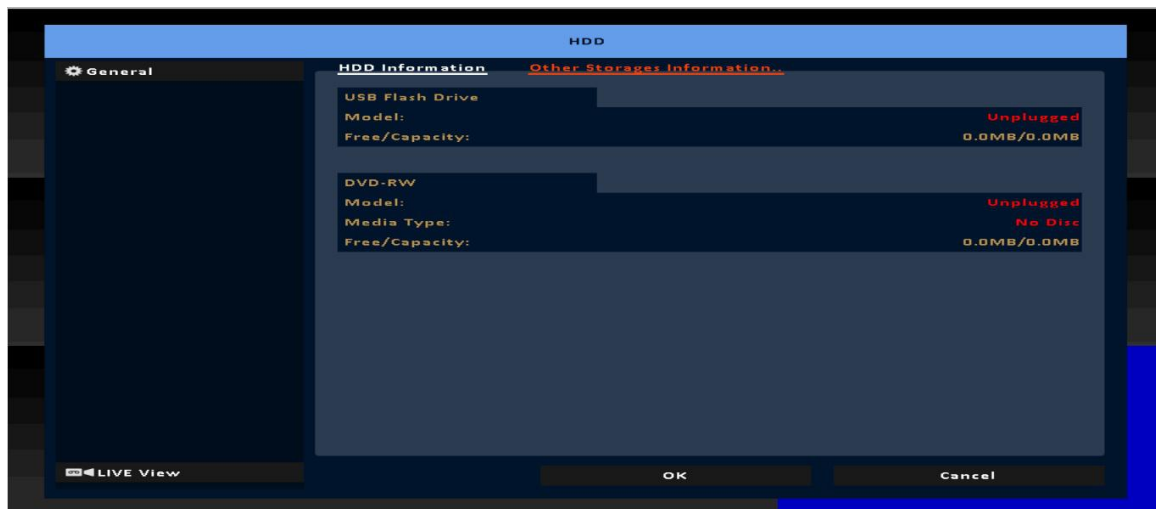 HDD
General
HDD Information Other Storages Information..
USB Flash Drive
Model: Unplugged
Free/Capacity: 0.0MB/0.0MB
DVD-RW
Model: Unplugged
Media Type: No Disc
Free/Capacity: 0.0MB/0.0MB
LIVE View OK Cancel